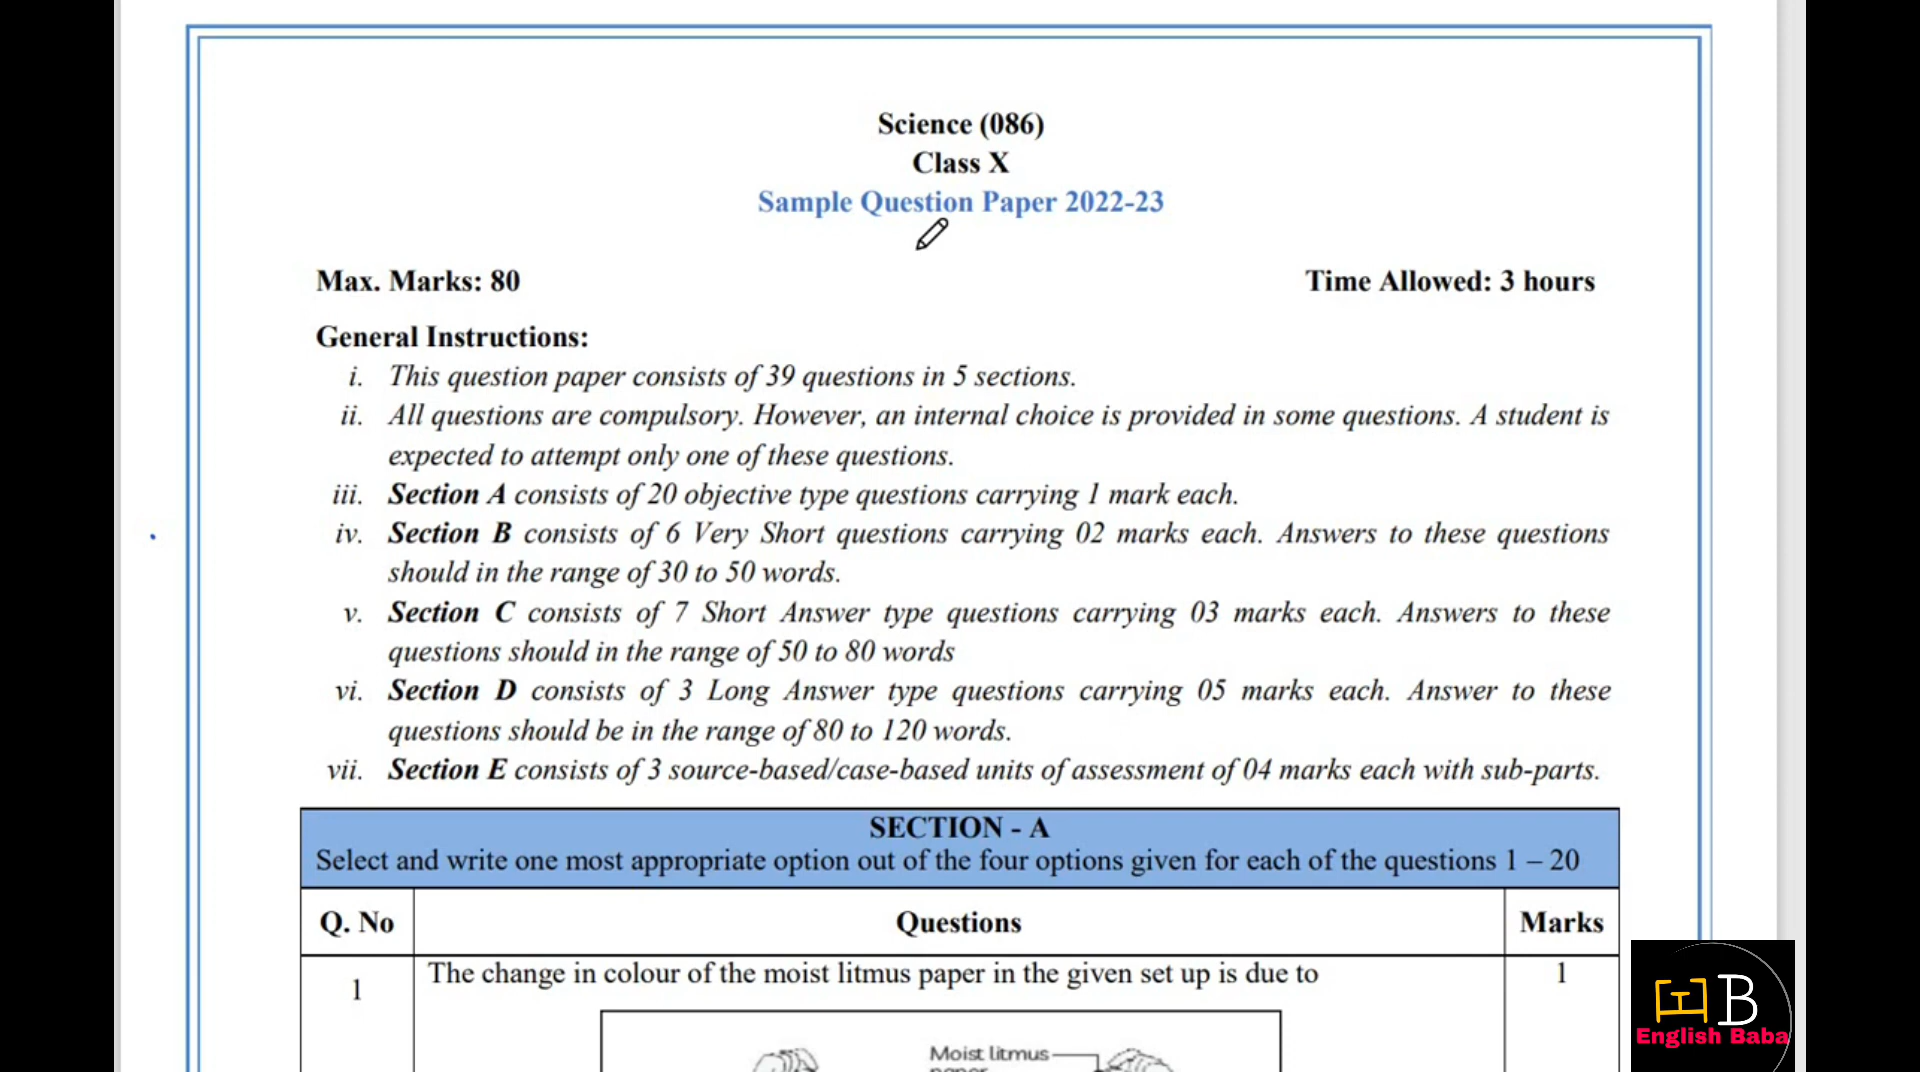 Science (086)
Class X
Sample Question Paper 2022-23
Max. Marks: 80 Time Allowed: 3 hours
General Instructions:
i. This question paper consists of 39 questions in 5 sections.
ii. All questions are compulsory. However, an internal choice is provided in some questions. A student is
expected to attempt only one of these questions.
iii. Section A consists of 20 objective type questions carrying 1 mark each.
iv. Section B consists of 6 Very Short questions carrying 02 marks each. Answers to these questions
should in the range of 30 to 50 words.
v. Section C consists of 7 Short Answer type questions carrying 03 marks each. Answers to these
questions should in the range of 50 to 80 words
vi. Section D consists of 3 Long Answer type questions carrying 05 marks each. Answer to these
questions should be in the range of 80 to 120 words.
vii. Section E consists of 3 source-based/case-based units of assessment of 04 marks each with sub-parts.
SECTION - A
Select and write one most appropriate option out of the four options given for each of the questions 1 – 20
Q. No Questions Marks
1 The change in colour of the moist litmus paper in the given set up is due to 1
Moist litmus
B
English Baba